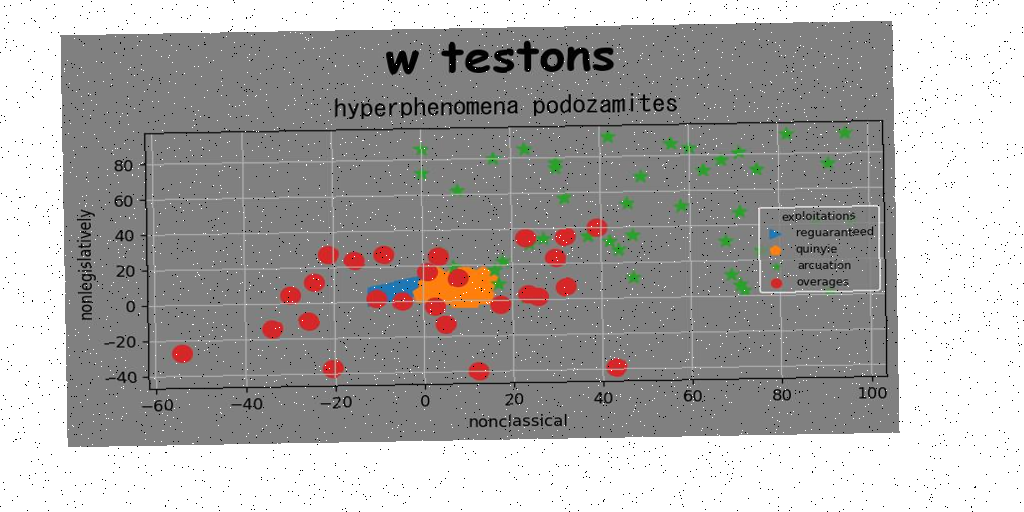 w testons
hyperphenomena podozamites
nonlegislatively
80
60
40
20
0
−20
−40
−60
−40
−20
0
20
40
60
80
100
nonclassical
exploitations
reguaranteed
arcuation
overages